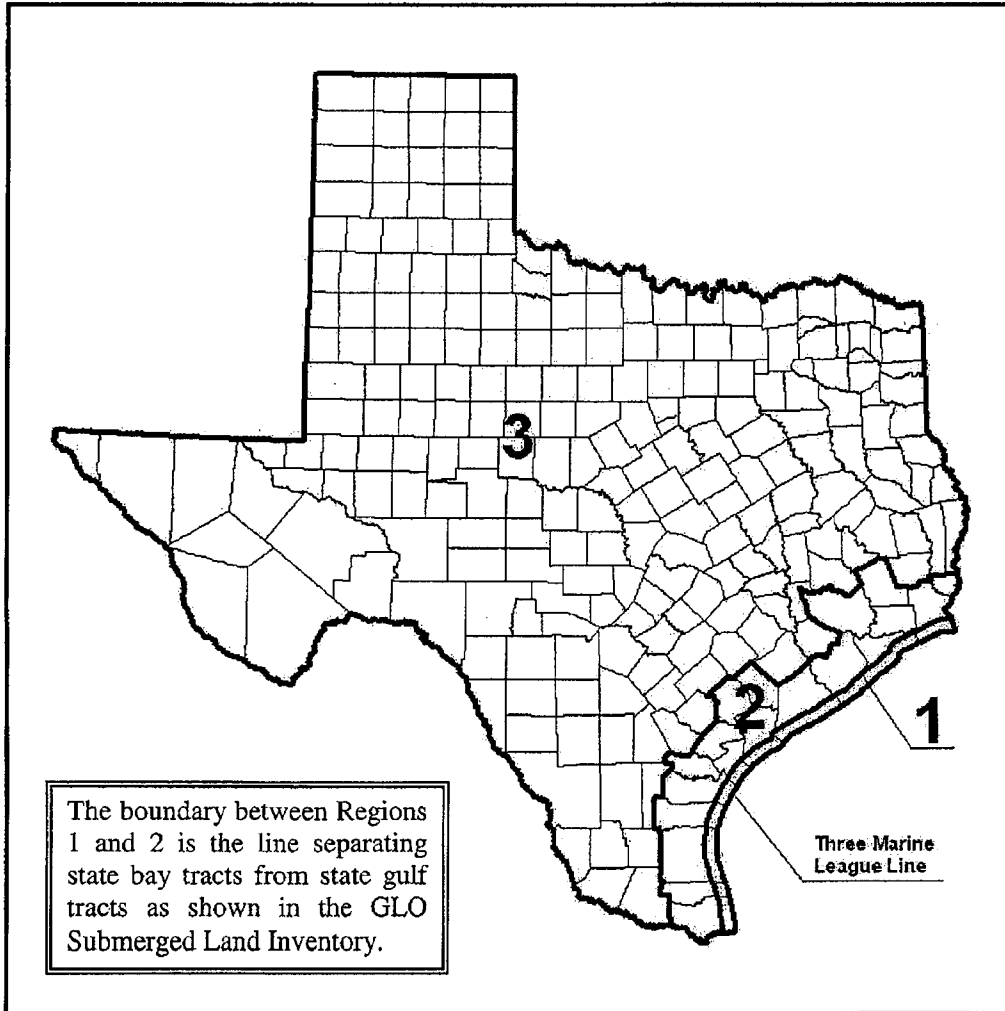 3
2
1
The boundary between Regions
1 and 2 is the line separating
state bay tracts from state gulf
tracts as shown in the GLO
Submerged Land Inventory.
Three Marine
League Line